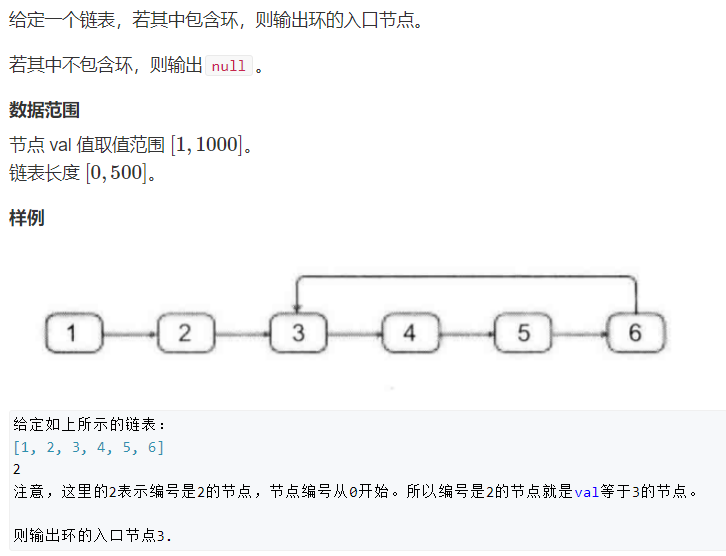 给定一个链表，若其中包含环，则输出环的入口节点。
若其中不包含环，则输出 null 。
数据范围
节点 val 值取值范围 [1, 1000]。
链表长度 [0, 500]。
样例
1 2 3 4 5 6
给定如上所示的链表：
[1, 2, 3, 4, 5, 6]
2
注意，这里的2表示编号是2的节点，节点编号从0开始。所以编号是2的节点就是val等于3的节点。
则输出环的入口节点3.